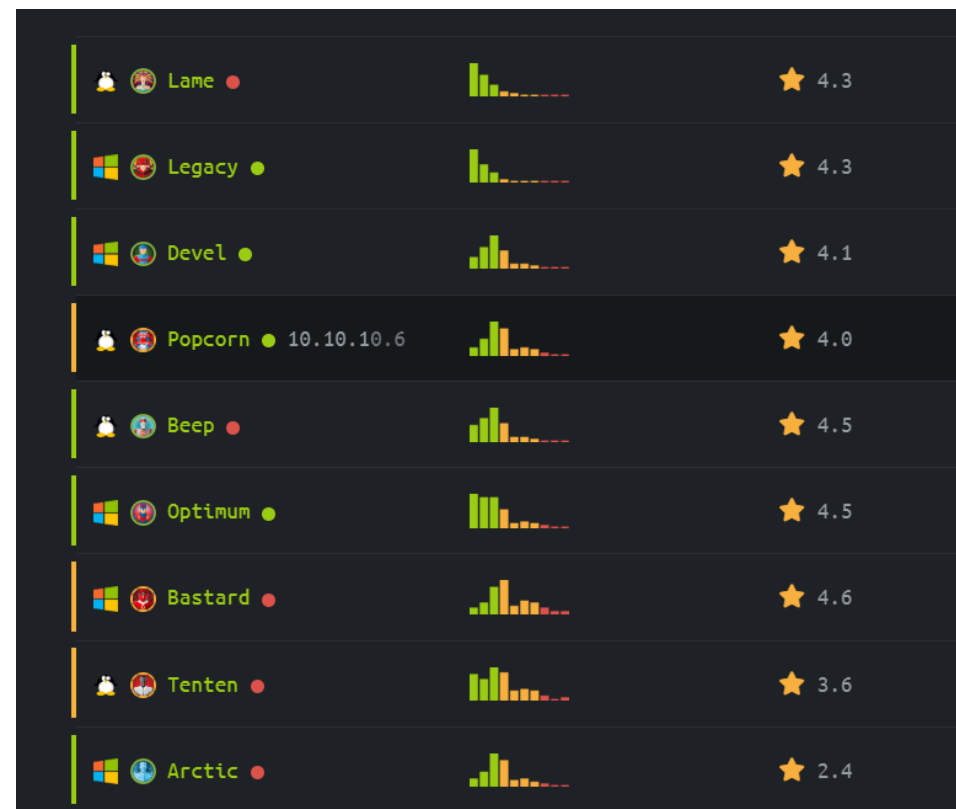 Lame 4.3
Legacy 4.3
Devel 4.1
Popcorn 10.10.10.6 4.0
Beep 4.5
Optimum 4.5
Bastard 4.6
Tenten 3.6
Arctic 2.4